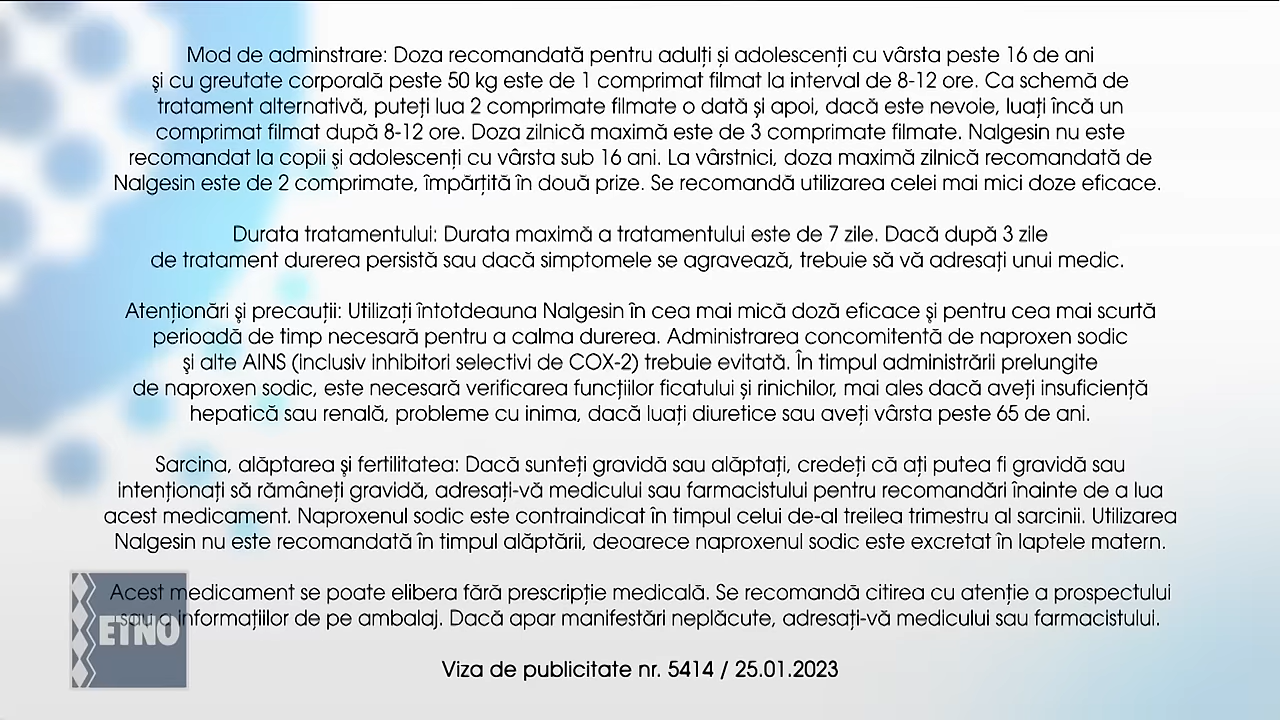 Mod de adminstrare: Doza recomandată pentru adulți și adolescenți cu vârsta peste 16 de ani
și cu greutate corporală peste 50 kg este de 1 comprimat filmat la interval de 8-12 ore. Ca schemă de
tratament alternativă, puteți lua 2 comprimate filmate o dată și apoi, dacă este nevoie, luați încă un
comprimat filmat după 8-12 ore. Doza zilnică maximă este de 3 comprimate filmate. Nalgesin nu este
recomandat la copii și adolescenți cu vârsta sub 16 ani. La vârstnici, doza maximă zilnică recomandată de
Nalgesin este de 2 comprimate, împărțită în două prize. Se recomandă utilizarea celei mai mici doze eficace.
Durata tratamentului: Durata maximă a tratamentului este de 7 zile. Dacă după 3 zile
de tratament durerea persistă sau dacă simptomele se agravează, trebuie să vă adresați unui medic.
Atenționări și precauții: Utilizați întotdeauna Nalgesin în cea mai mică doză eficace și pentru cea mai scurtă
perioadă de timp necesară pentru a calma durerea. Administrarea concomitentă de naproxen sodic
și alte AINS (inclusiv inhibitori selectivi de COX-2) trebuie evitată. În timpul administrării prelungite
de naproxen sodic, este necesară verificarea funcțiilor ficatului și rinichilor, mai ales dacă aveți insuficiență
hepatică sau renală, probleme cu inima, dacă luați diuretice sau aveți vârsta peste 65 de ani.
Sarcina, alăptarea și fertilitatea: Dacă sunteți gravidă sau alăptați, credeți că ați putea fi gravidă sau
intenționați să rămâneți gravidă, adresați-vă medicului sau farmacistului pentru recomandări înainte de a lua
acest medicament. Naproxenul sodic este contraindicat în timpul celui de-al treilea trimestru al sarcinii. Utilizarea
Nalgesin nu este recomandată în timpul alăptării, deoarece naproxenul sodic este excretat în laptele matern.
Acest medicament se poate elibera fără prescripție medicală. Se recomandă citirea cu atenție a prospectului
sau a informațiilor de pe ambalaj. Dacă apar manifestări neplăcute, adresați-vă medicului sau farmacistului.
ETNO
Viza de publicitate nr. 5414 / 25.01.2023